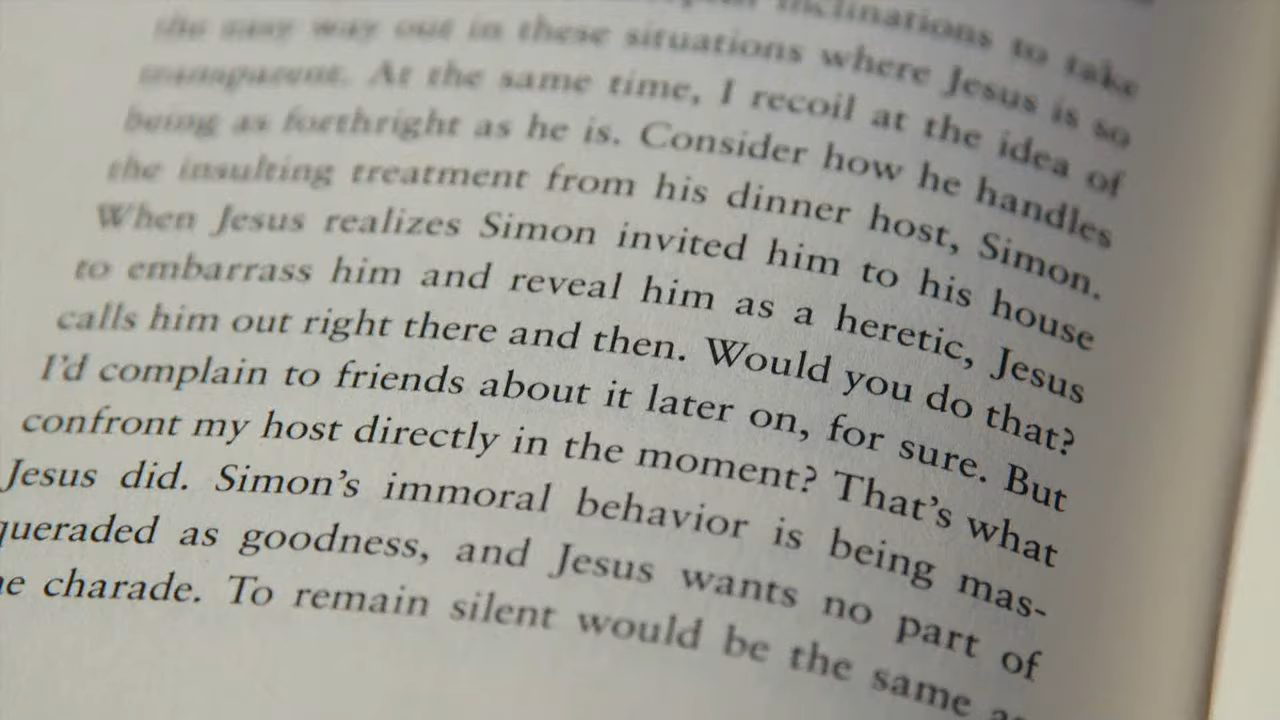 inclinations to take
the easy way out in these situations where Jesus is so
transparent. At the same time, I recoil at the idea of
being as forthright as he is. Consider how he handles
the insulting treatment from his dinner host, Simon.
When Jesus realizes Simon invited him to his house
to embarrass him and reveal him as a heretic, Jesus
calls him out right there and then. Would you do that?
I'd complain to friends about it later on, for sure. But
confront my host directly in the moment? That's what
Jesus did. Simon's immoral behavior is being mas-
queraded as goodness, and Jesus wants no part of
e charade. To remain silent would be the same